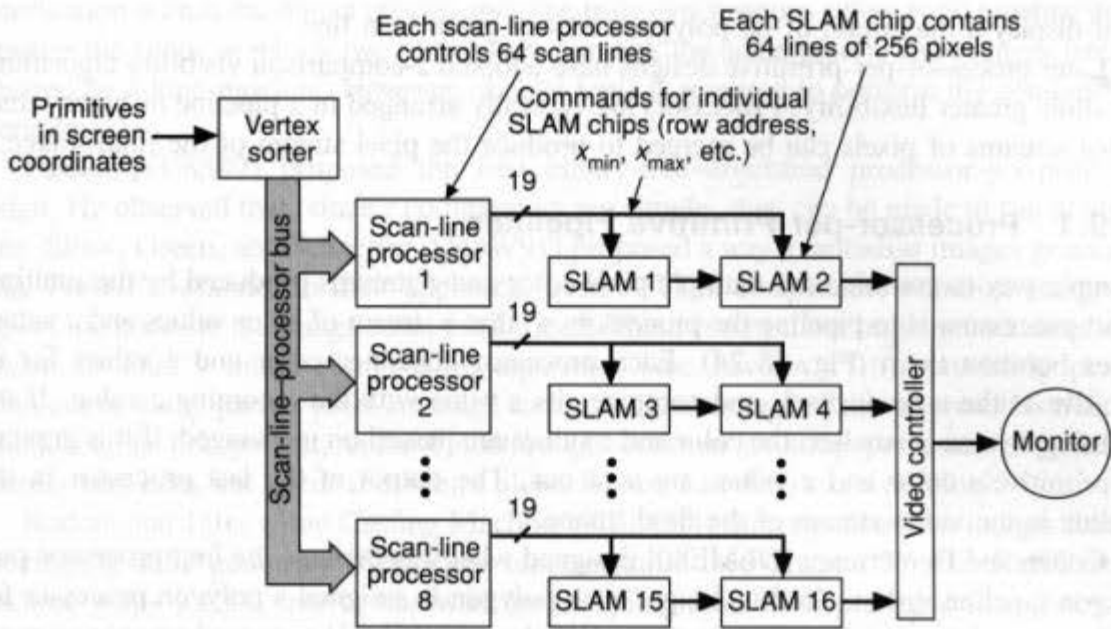 Each scan-line processor
controls 64 scan lines
Each SLAM chip contains
64 lines of 256 pixels
Primitives
in screen
coordinates
Vertex
sorter
Commands for individual
SLAM chips (row address,
x min, x max, etc.)
Scan-line-processor bus
19
Scan-line
processor
1
SLAM 1
SLAM 2
19
Scan-line
processor
2
SLAM 3
SLAM 4
19
Scan-line
processor
8
SLAM 15
SLAM 16
Video controller
Monitor